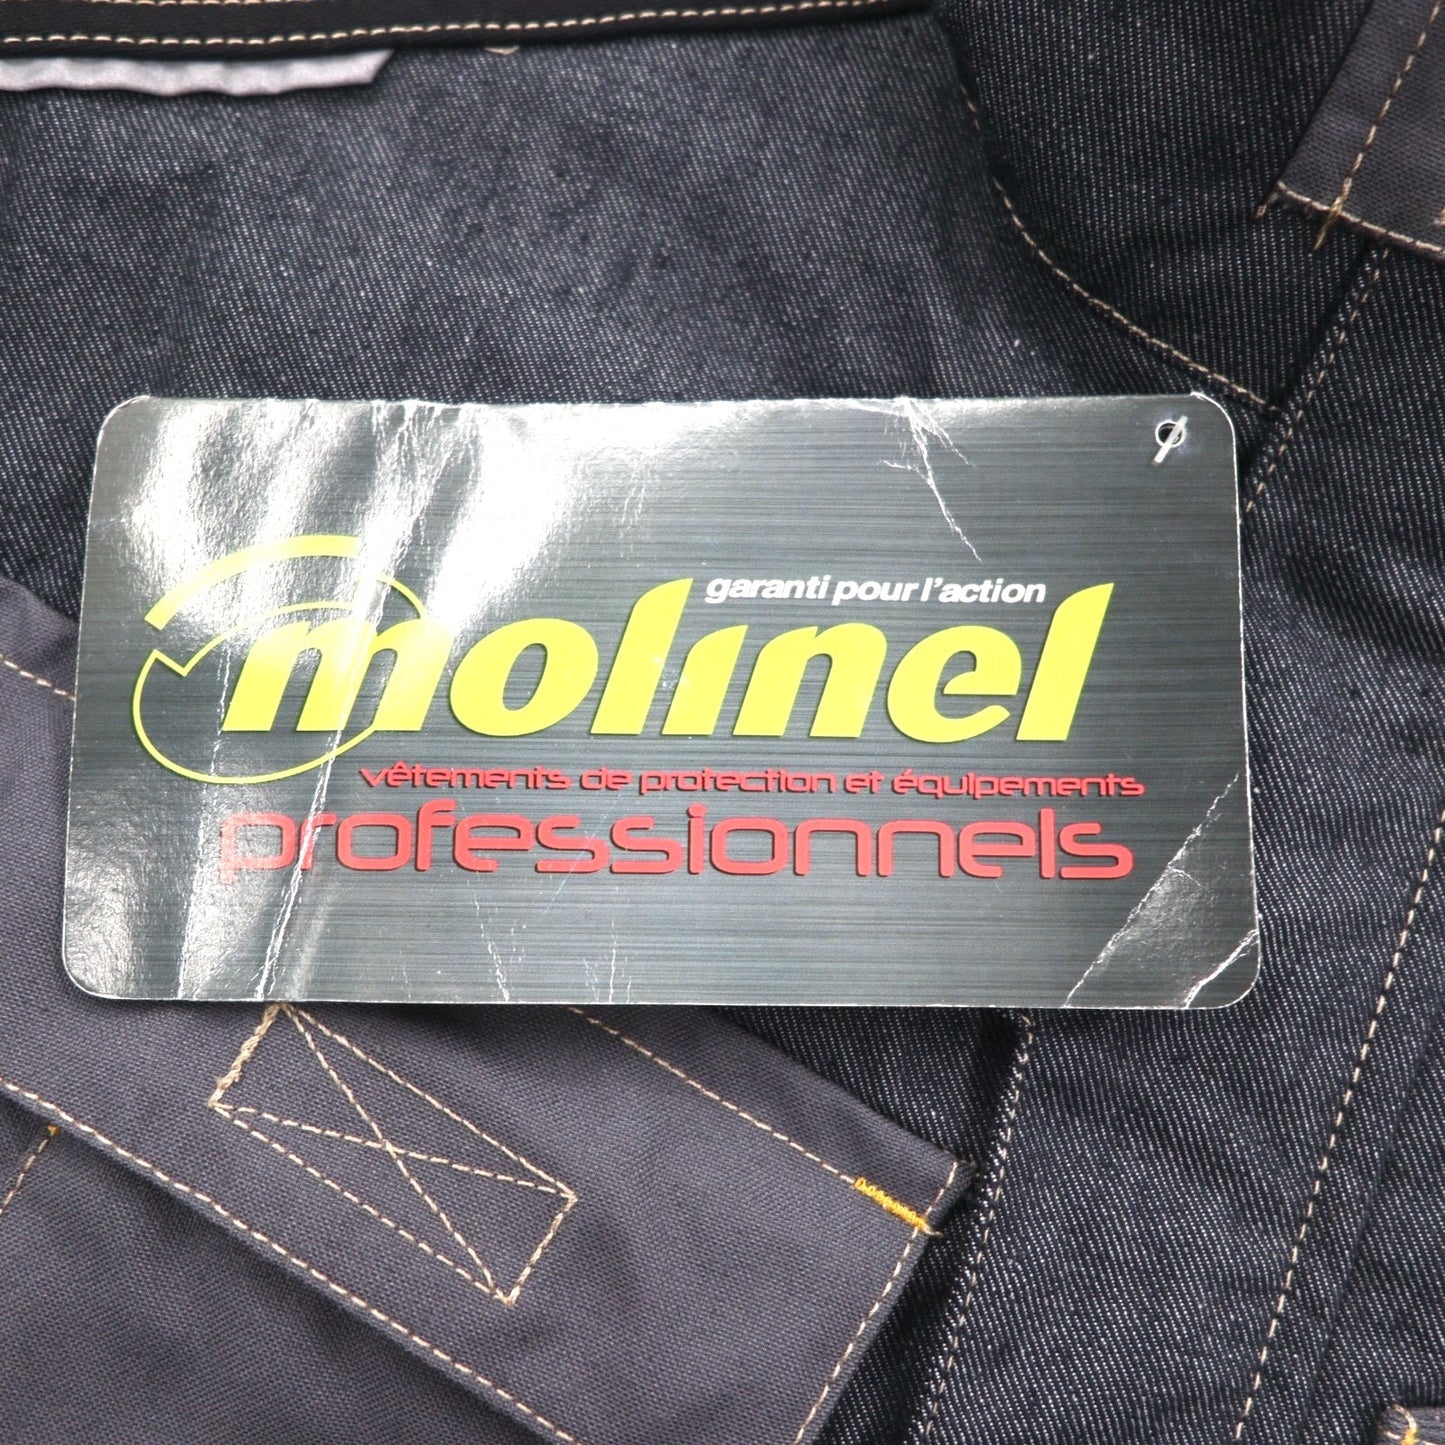 garanti pour l'action
molinel
vêtements de protection et équipements
professionnels